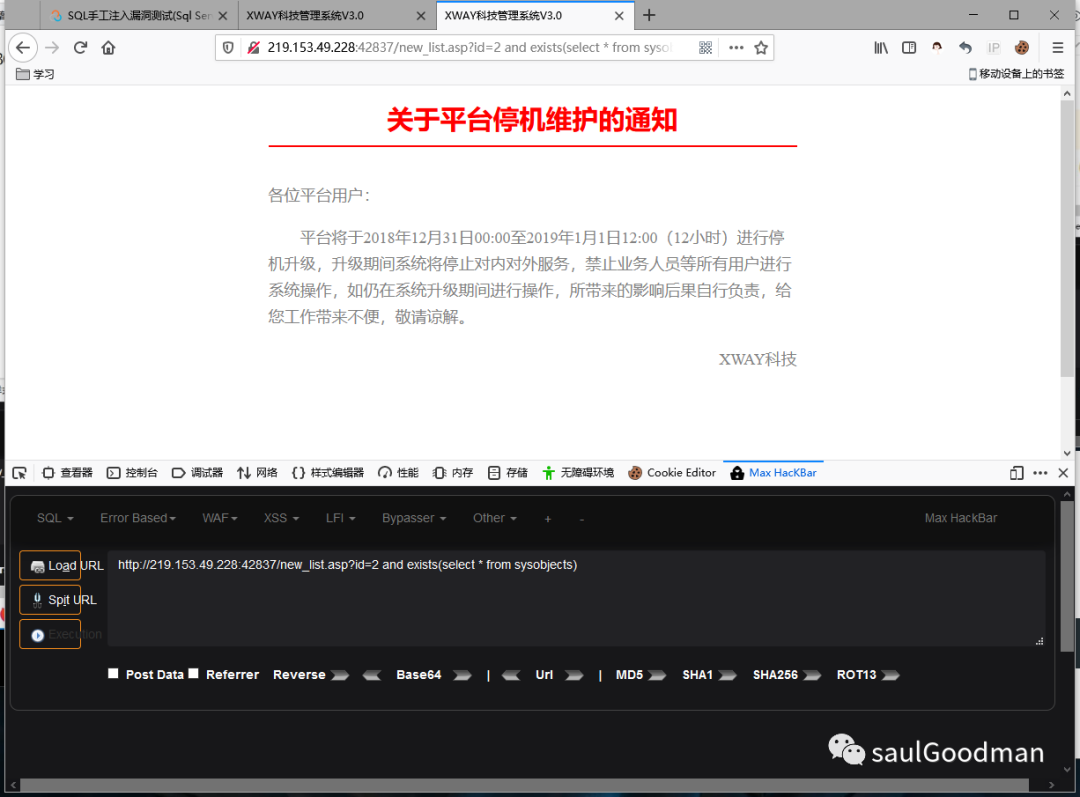 SQL手工注入漏洞测试(Sql Ser
XWAY科技管理系统V3.0
XWAY科技管理系统V3.0
219.153.49.228:42837/new_list.asp?id=2 and exists(select * from syso
IP
学习
移动设备上的书签
关于平台停机维护的通知
各位平台用户：
平台将于2018年12月31日00:00至2019年1月1日12:00（12小时）进行停
机升级，升级期间系统将停止对内对外服务，禁止业务人员等所有用户进行
系统操作，如仍在系统升级期间进行操作，所带来的影响后果自行负责，给
您工作带来不便，敬请谅解。
XWAY科技
查看器 控制台 调试器 网络 样式编辑器 性能 内存 存储 无障碍环境 Cookie Editor Max HacKBar
SQL Error Based WAF XSS LFI Bypasser Other + - Max HacKBar
Load URL
http://219.153.49.228:42837/new_list.asp?id=2 and exists(select * from sysobjects)
Split URL
Execution
Post Data Referrer Reverse Base64 | Url | MD5 SHA1 SHA256 ROT13
saulGoodman